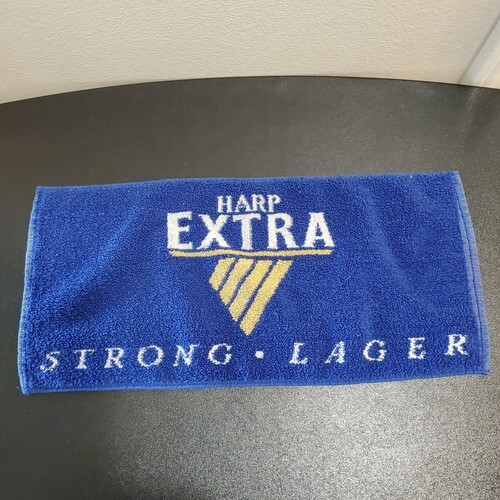 HARP
EXTRA
STRONG · LAGER